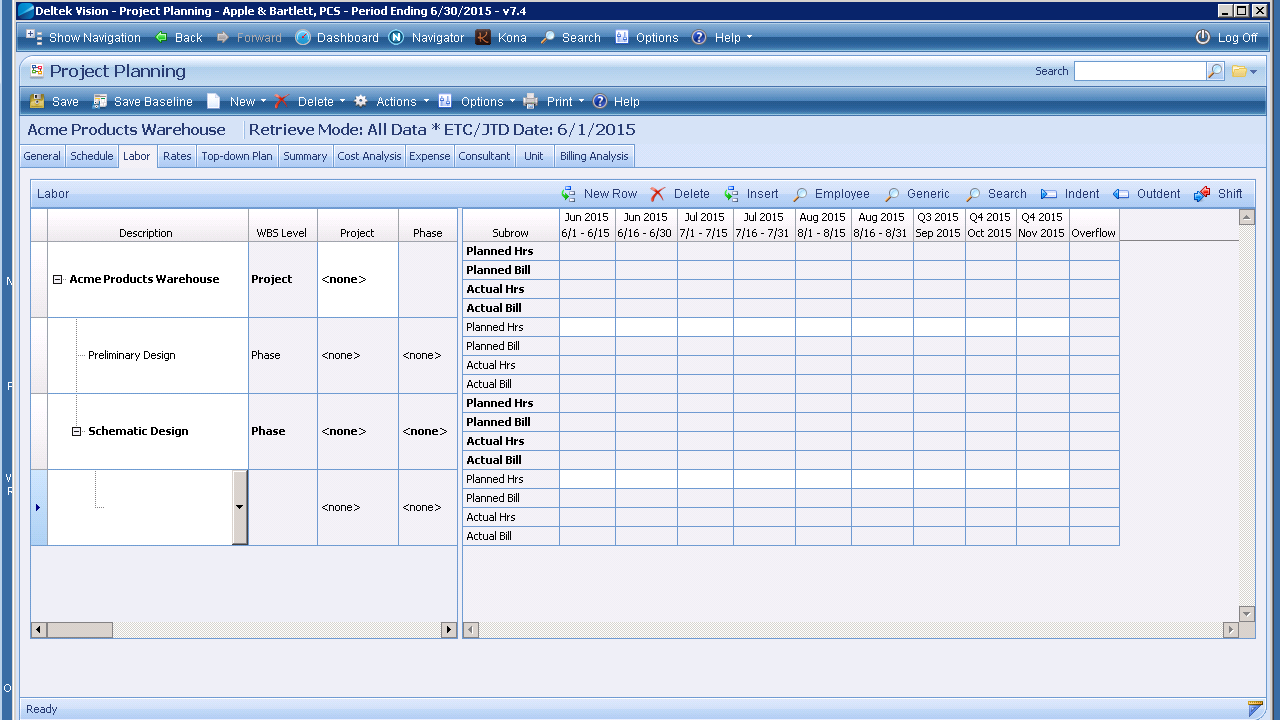 Deltek Vision - Project Planning - Apple & Bartlett, PCS - Period Ending 6/30/2015 - v7.4
Show Navigation Back Forward Dashboard Navigator Kona Search Options Help Log Off
Project Planning Search
Save Save Baseline New Delete Actions Options Print Help
Acme Products Warehouse Retrieve Mode: All Data * ETC/JTD Date: 6/1/2015
General Schedule Labor Rates Top-down Plan Summary Cost Analysis Expense Consultant Unit Billing Analysis
Labor New Row Delete Insert Employee Generic Search Indent Outdent Shift
Jun 2015 Jun 2015 Jul 2015 Jul 2015 Aug 2015 Aug 2015 Q3 2015 Q4 2015 Q4 2015
Description WBS Level Project Phase Subrow 6/1 - 6/15 6/16 - 6/30 7/1 - 7/15 7/16 - 7/31 8/1 - 8/15 8/16 - 8/31 Sep 2015 Oct 2015 Nov 2015 Overflow
Planned Hrs
Planned Bill
Acme Products Warehouse Project <none>
Actual Hrs
Actual Bill
Planned Hrs
Planned Bill
Preliminary Design Phase <none> <none>
Actual Hrs
Actual Bill
Planned Hrs
Planned Bill
Schematic Design Phase <none> <none>
Actual Hrs
Actual Bill
Planned Hrs
Planned Bill
<none> <none>
Actual Hrs
Actual Bill
Ready